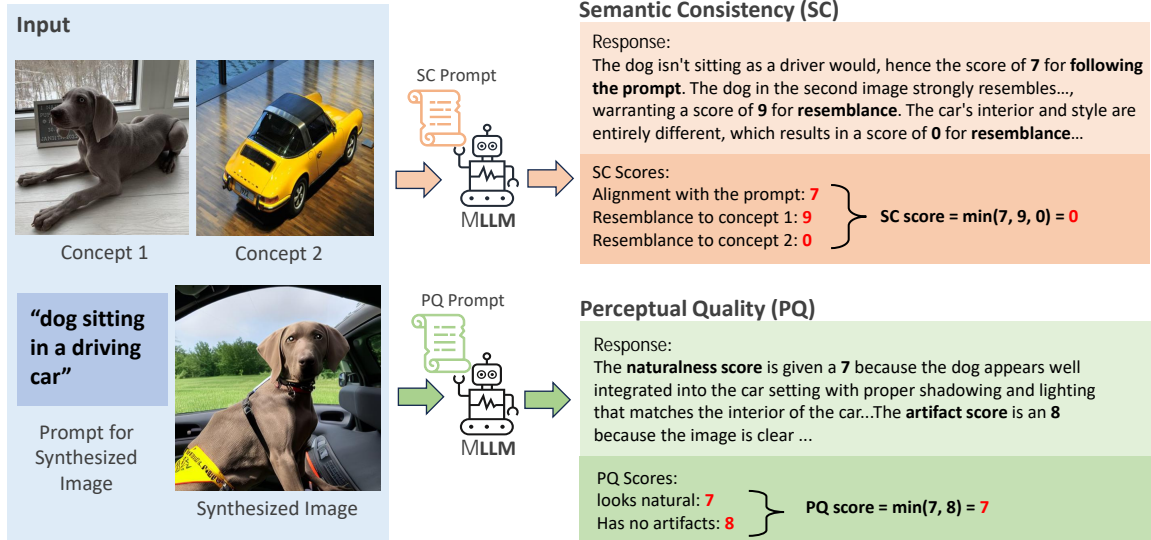 Input
Concept 1
Concept 2
“dog sitting
in a driving
car”
Prompt for
Synthesized
Image
Synthesized Image
SC Prompt
MLLM
PQ Prompt
MLLM
Semantic Consistency (SC)
Response:
The dog isn't sitting as a driver would, hence the score of 7 for following
the prompt. The dog in the second image strongly resembles...,
warranting a score of 9 for resemblance. The car's interior and style are
entirely different, which results in a score of 0 for resemblance...
SC Scores:
Alignment with the prompt: 7
Resemblance to concept 1: 9
Resemblance to concept 2: 0
SC score = min(7, 9, 0) = 0
Perceptual Quality (PQ)
Response:
The naturalness score is given a 7 because the dog appears well
integrated into the car setting with proper shadowing and lighting
that matches the interior of the car...The artifact score is an 8
because the image is clear ...
PQ Scores:
looks natural: 7
Has no artifacts: 8
PQ score = min(7, 8) = 7